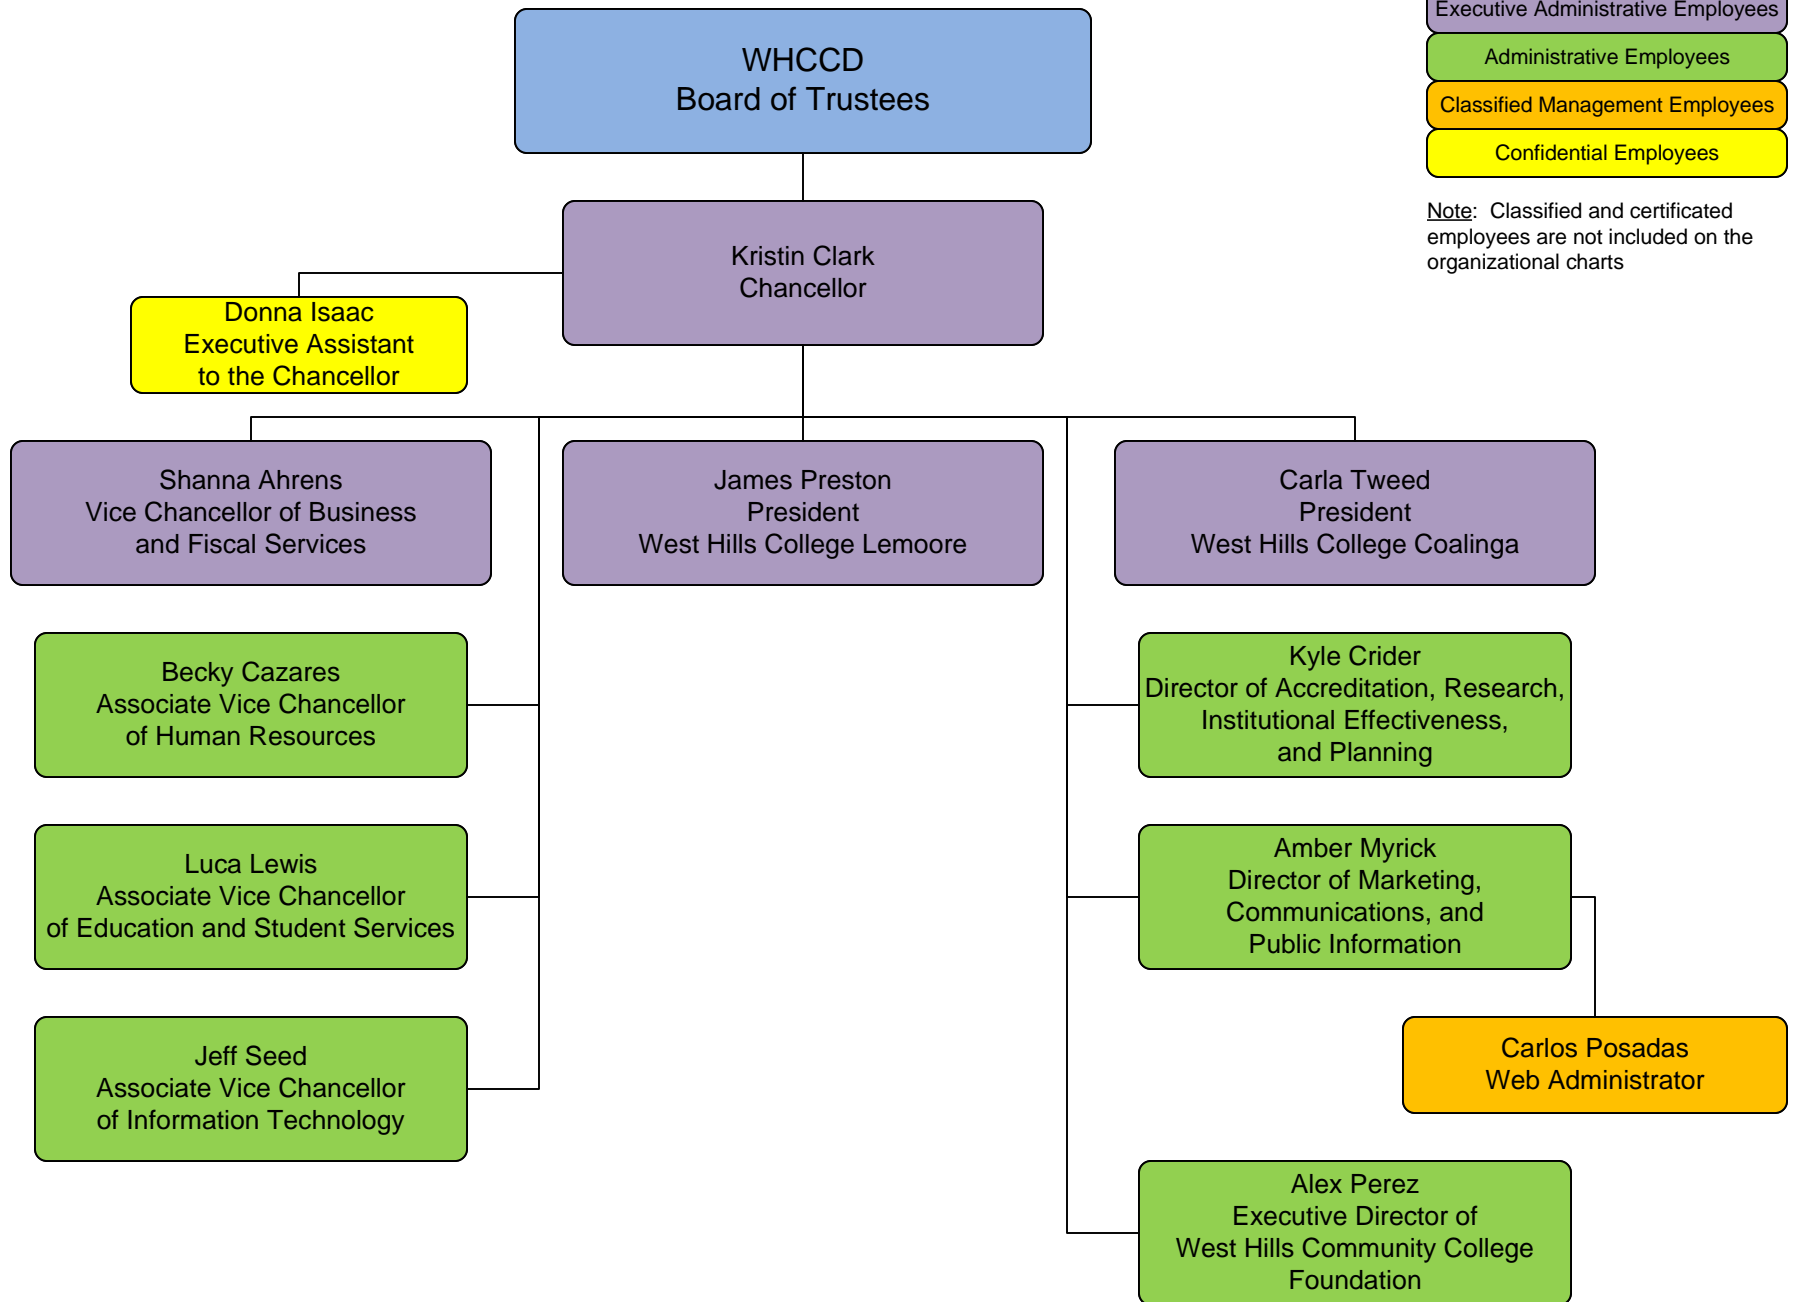 WHCCD
Board of Trustees
Executive Administrative Employees
Administrative Employees
Classified Management Employees
Confidential Employees
Note: Classified and certificated
employees are not included on the
organizational charts
Kristin Clark
Chancellor
Donna Isaac
Executive Assistant
to the Chancellor
Shanna Ahrens
Vice Chancellor of Business
and Fiscal Services
James Preston
President
West Hills College Lemoore
Carla Tweed
President
West Hills College Coalinga
Becky Cazares
Associate Vice Chancellor
of Human Resources
Kyle Crider
Director of Accreditation, Research,
Institutional Effectiveness,
and Planning
Luca Lewis
Associate Vice Chancellor
of Education and Student Services
Amber Myrick
Director of Marketing,
Communications, and
Public Information
Jeff Seed
Associate Vice Chancellor
of Information Technology
Carlos Posadas
Web Administrator
Alex Perez
Executive Director of
West Hills Community College
Foundation